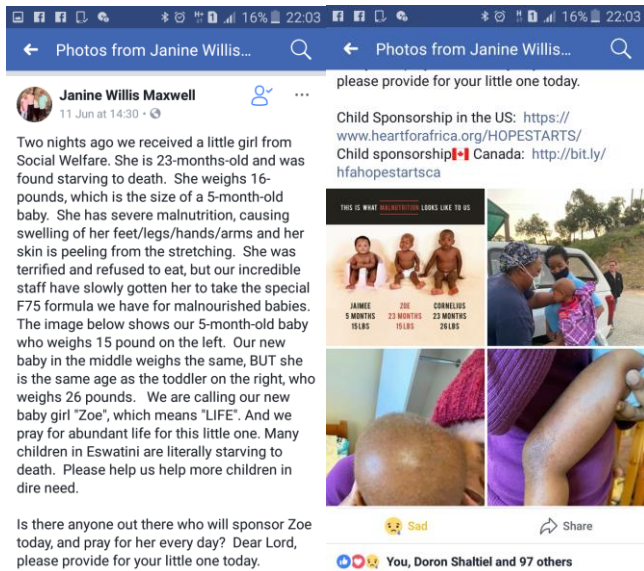 16% 22:03
Photos from Janine Willis...
Janine Willis Maxwell
11 Jun at 14:30
Two nights ago we received a little girl from
Social Welfare. She is 23-months-old and was
found starving to death.  She weighs 16-
pounds, which is the size of a 5-month-old
baby.  She has severe malnutrition, causing
swelling of her feet/legs/hands/arms and her
skin is peeling from the stretching.  She was
terrified and refused to eat, but our incredible
staff have slowly gotten her to take the special
F75 formula we have for malnourished babies.
The image below shows our 5-month-old baby
who weighs 15 pound on the left.  Our new
baby in the middle weighs the same, BUT she
is the same age as the toddler on the right, who
weighs 26 pounds.   We are calling our new
baby girl "Zoe", which means "LIFE". And we
pray for abundant life for this little one. Many
children in Eswatini are literally starving to
death.  Please help us help more children in
dire need.
Is there anyone out there who will sponsor Zoe
today, and pray for her every day?  Dear Lord,
please provide for your little one today.
16% 22:03
Photos from Janine Willis...
please provide for your little one today.
Child Sponsorship in the US:  https://
www.heartforafrica.org/HOPESTARTS/
Child sponsorship Canada:  http://bit.ly/
hfahopestartsca
THIS IS WHAT MALNUTRITION LOOKS LIKE TO US
JAIMEE ZOE CORNELIUS
5 MONTHS 23 MONTHS 23 MONTHS
15LBS 15LBS 26LBS
Sad Share
You, Doron Shaltiel and 97 others